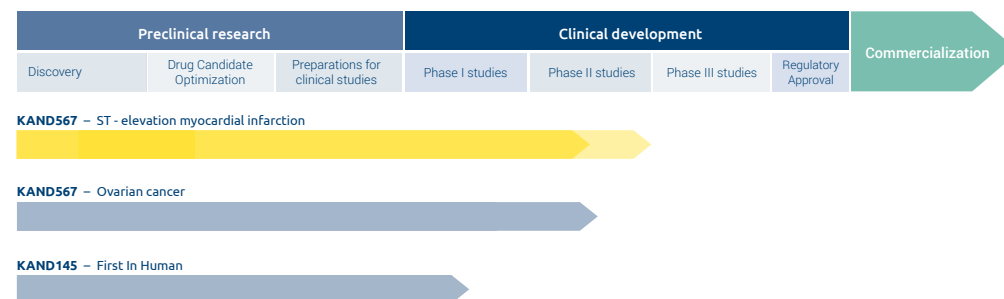 Preclinical research
Clinical development
Commercialization
Discovery
Drug Candidate
Optimization
Preparations for
clinical studies
Phase I studies
Phase II studies
Phase III studies
Regulatory
Approval
KAND567 – ST - elevation myocardial infarction
KAND567 – Ovarian cancer
KAND145 – First In Human